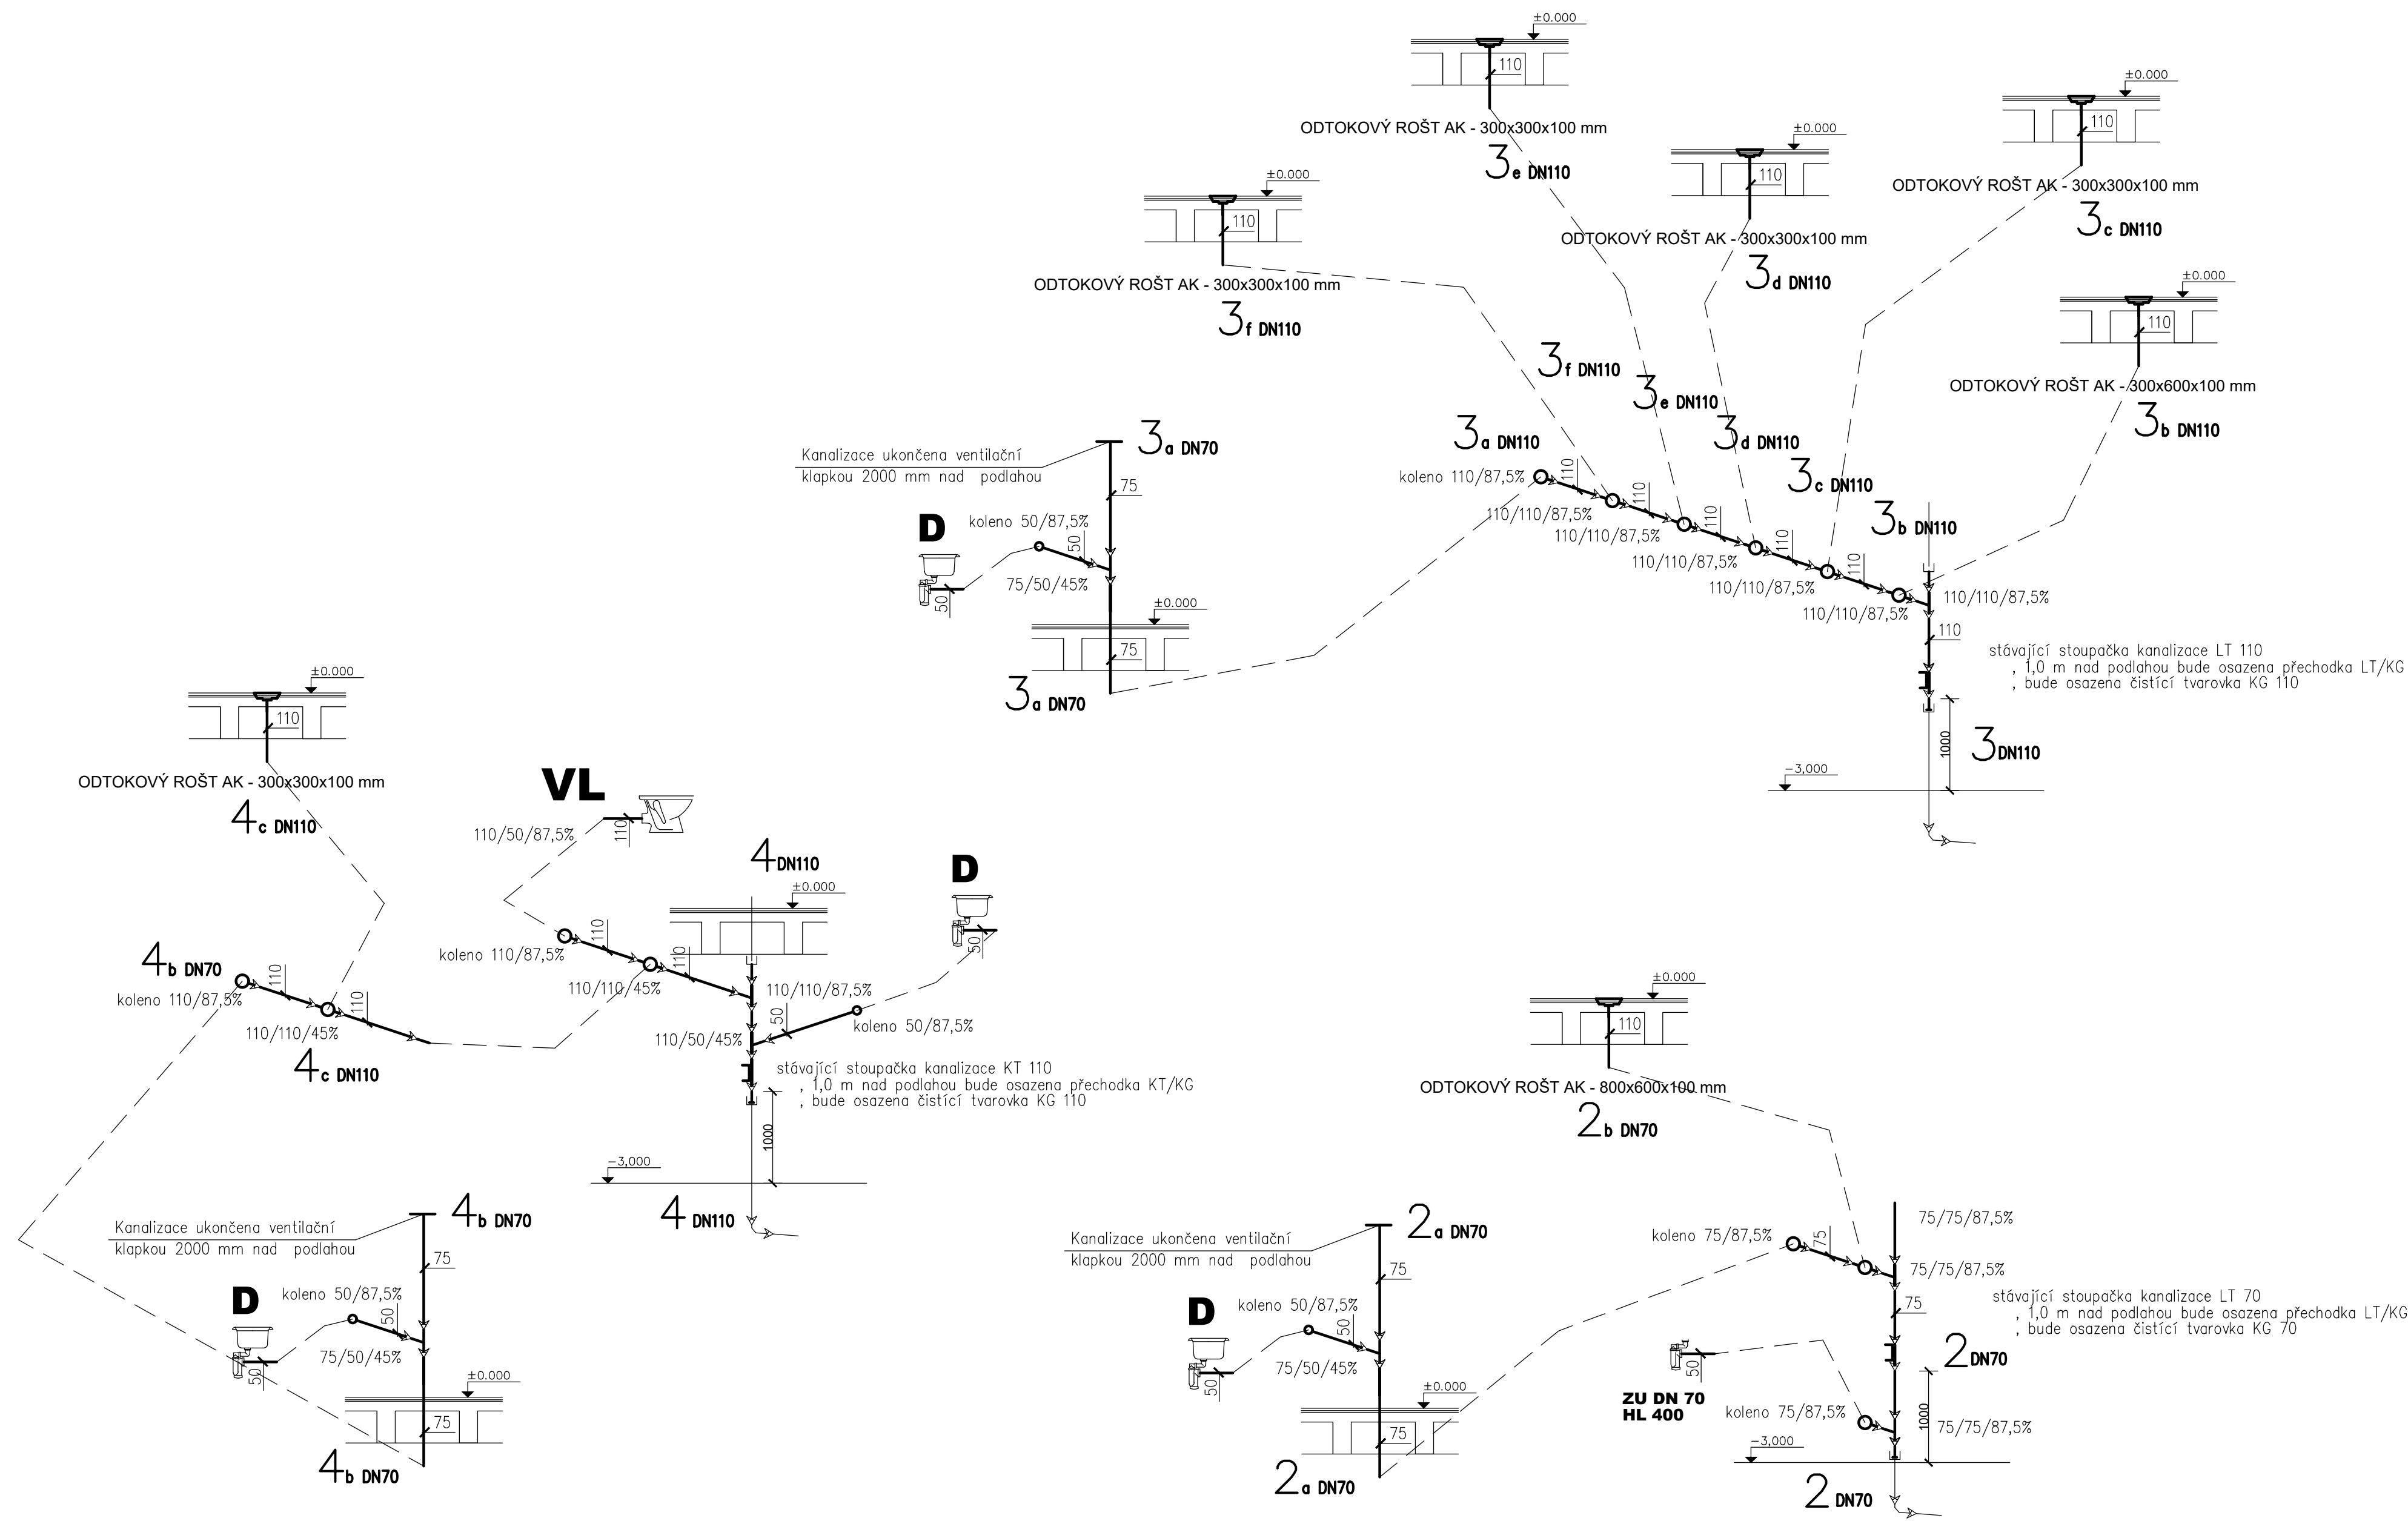 ±0.000
110
ODTOKOVÝ ROŠT AK - 300x300x100 mm
3e DN110
±0.000
110
ODTOKOVÝ ROŠT AK - 300x300x100 mm
3c DN110
±0.000
110
ODTOKOVÝ ROŠT AK - 300x300x100 mm
3d DN110
±0.000
110
ODTOKOVÝ ROŠT AK - 300x300x100 mm
3f DN110
±0.000
110
ODTOKOVÝ ROŠT AK - 300x600x100 mm
3b DN110
3f DN110
3e DN110
3d DN110
3a DN110
3c DN110
3b DN110
koleno 110/87,5%
110
110
110
110
110
110/110/87,5%
110/110/87,5%
110/110/87,5%
110/110/87,5%
110/110/87,5%
110/110/87,5%
110
stávající stoupačka kanalizace LT 110
, 1,0 m nad podlahou bude osazena přechodka LT/KG
, bude osazena čistící tvarovka KG 110
1000
3DN110
-3,000
3a DN70
Kanalizace ukončena ventilační
klapkou 2000 mm nad podlahou
75
D
koleno 50/87,5%
50
50
75/50/45%
±0.000
75
3a DN70
±0.000
110
ODTOKOVÝ ROŠT AK - 300x300x100 mm
4c DN110
VL
110
110/50/87,5%
4DN110
±0.000
D
50
koleno 110/87,5%
110
110
110/110/45%
110/110/87,5%
50
koleno 50/87,5%
110/50/45%
stávající stoupačka kanalizace KT 110
, 1,0 m nad podlahou bude osazena přechodka KT/KG
, bude osazena čistící tvarovka KG 110
1000
-3,000
4 DN110
4b DN70
koleno 110/87,5%
110
110
110/110/45%
4c DN110
4b DN70
Kanalizace ukončena ventilační
klapkou 2000 mm nad podlahou
75
D
koleno 50/87,5%
50
50
75/50/45%
±0.000
75
4b DN70
±0.000
110
ODTOKOVÝ ROŠT AK - 800x600x100 mm
2b DN70
2a DN70
Kanalizace ukončena ventilační
klapkou 2000 mm nad podlahou
75
D
koleno 50/87,5%
50
50
75/50/45%
±0.000
75
2a DN70
koleno 75/87,5%
75
75/75/87,5%
75/75/87,5%
75
stávající stoupačka kanalizace LT 70
, 1,0 m nad podlahou bude osazena přechodka LT/KG
, bude osazena čistící tvarovka KG 70
2DN70
50
ZU DN 70
HL 400
koleno 75/87,5%
1000
75/75/87,5%
-3,000
2 DN70